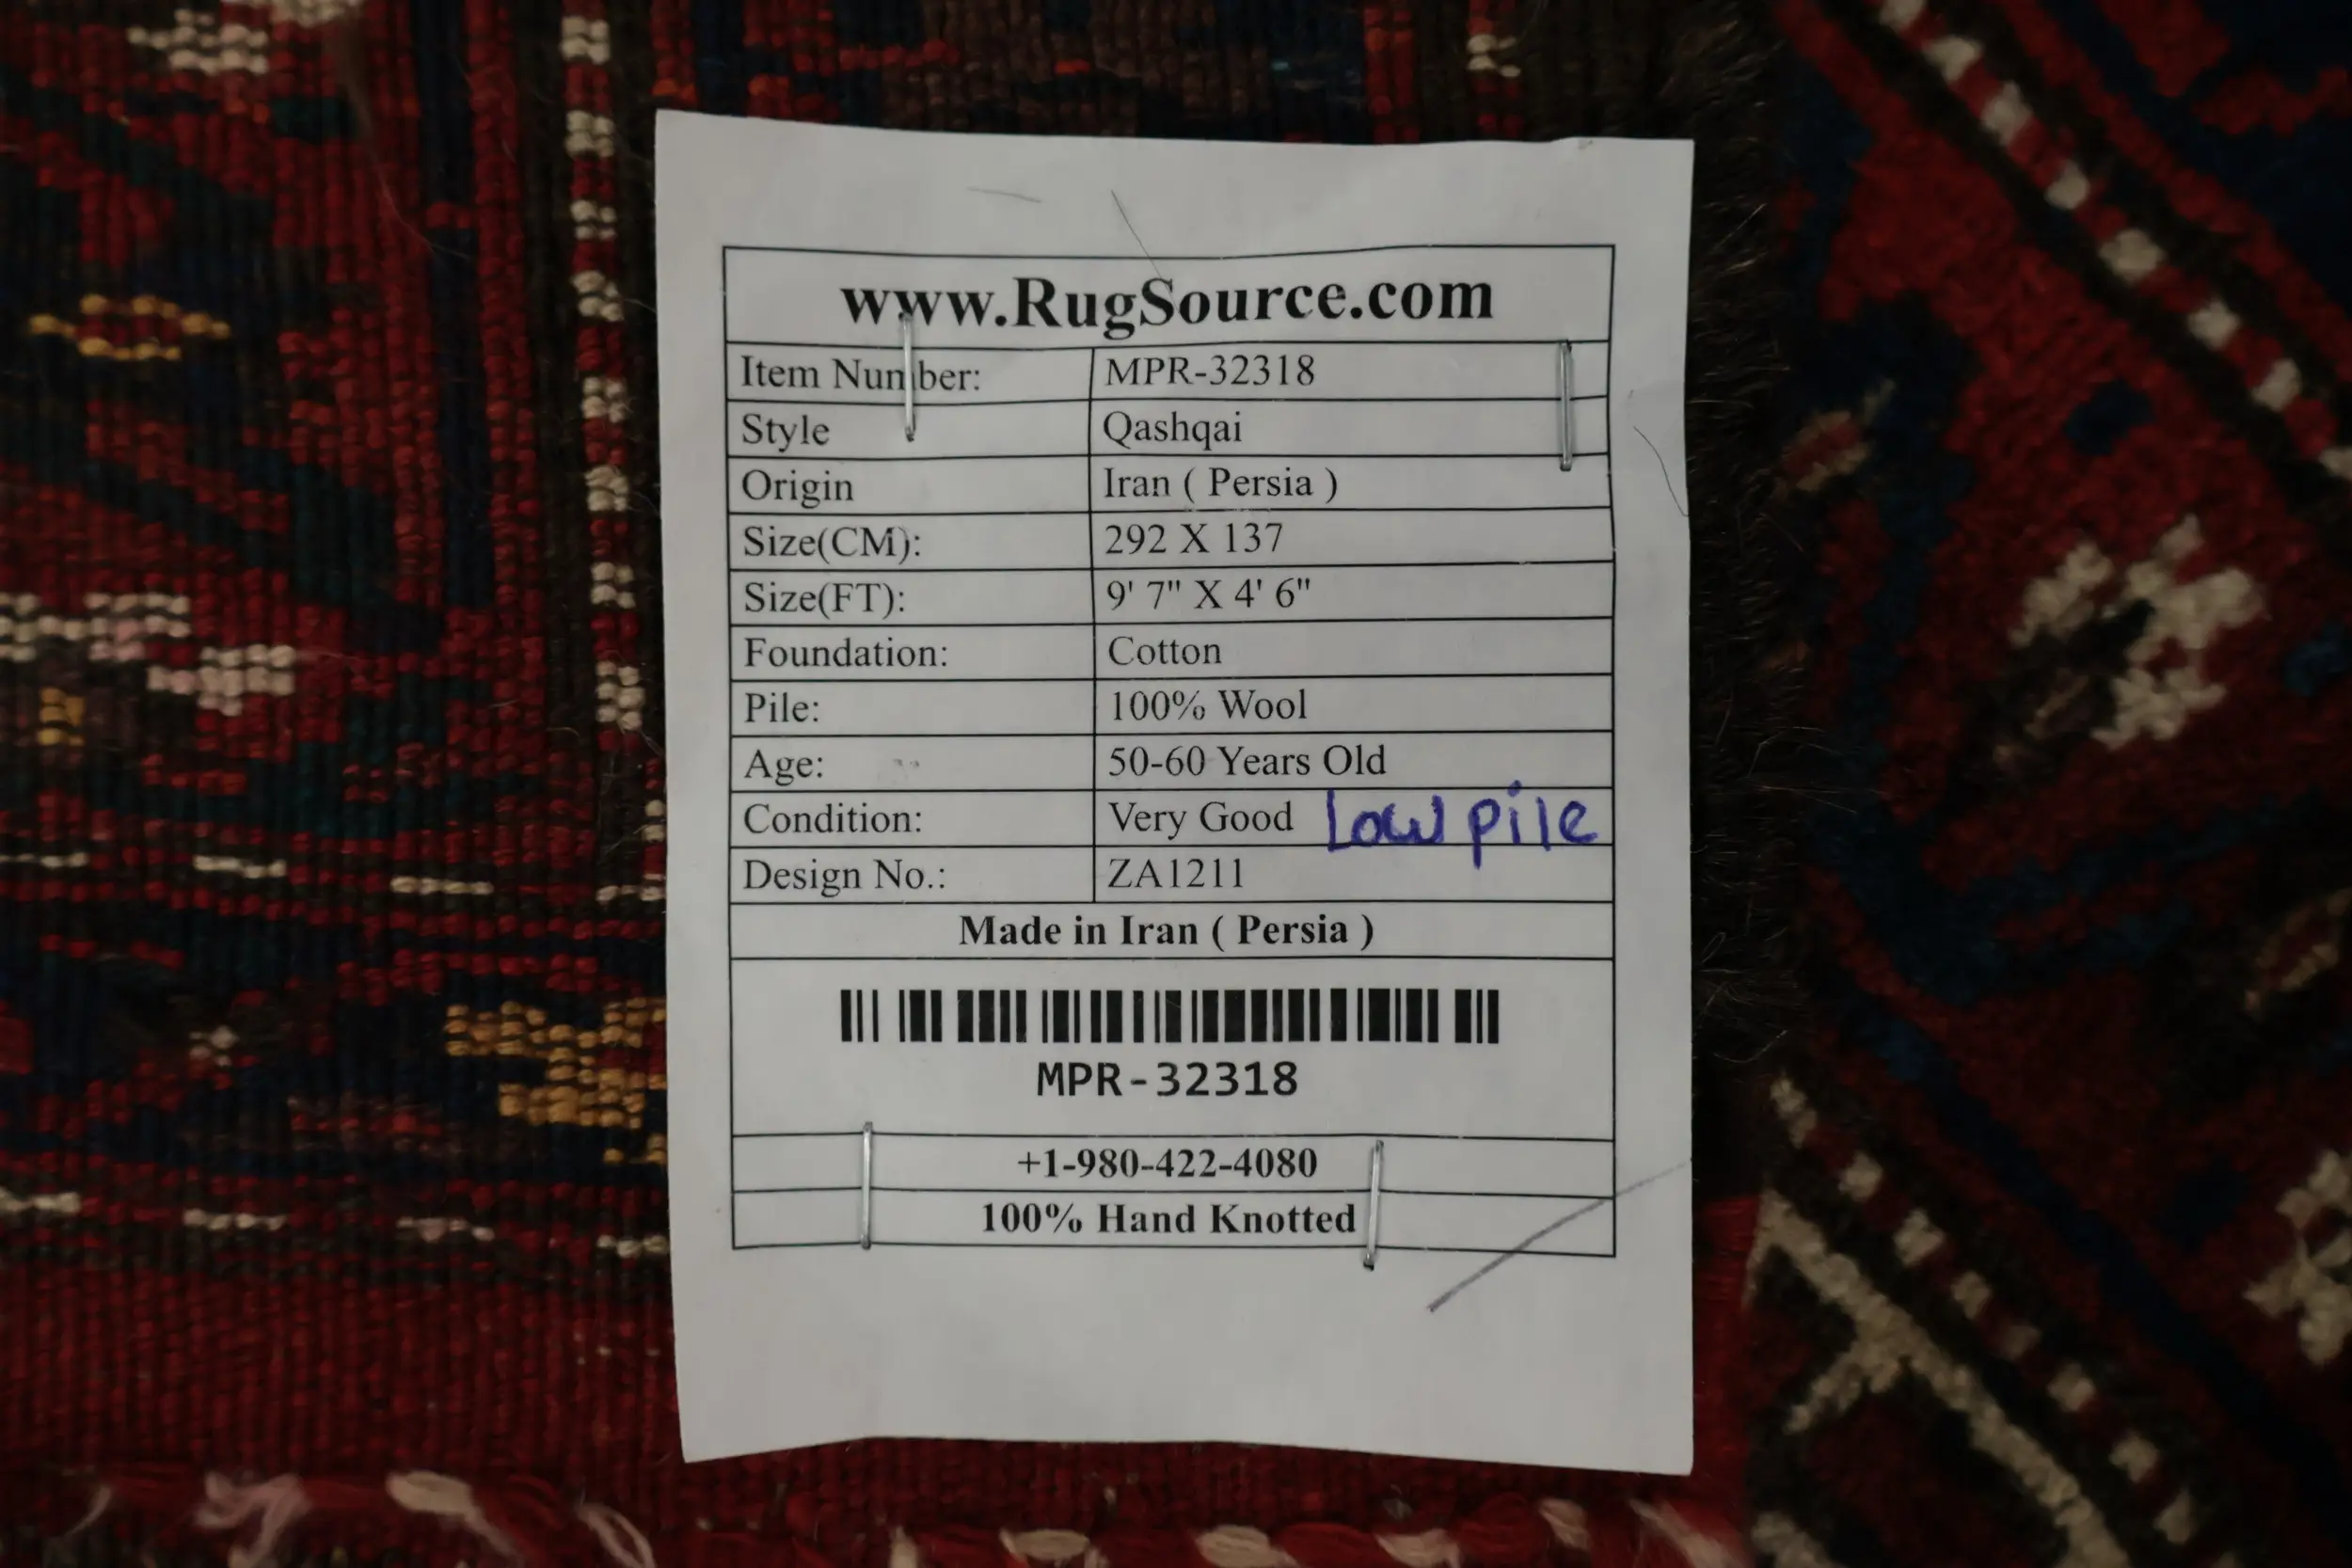 www.RugSource.com
Item Number: MPR-32318
Style Qashqai
Origin Iran ( Persia )
Size(CM): 292 X 137
Size(FT): 9' 7" X 4' 6"
Foundation: Cotton
Pile: 100% Wool
Age: 50-60 Years Old
Condition: Very Good Low pile
Design No.: ZA1211
Made in Iran ( Persia )
MPR-32318
+1-980-422-4080
100% Hand Knotted